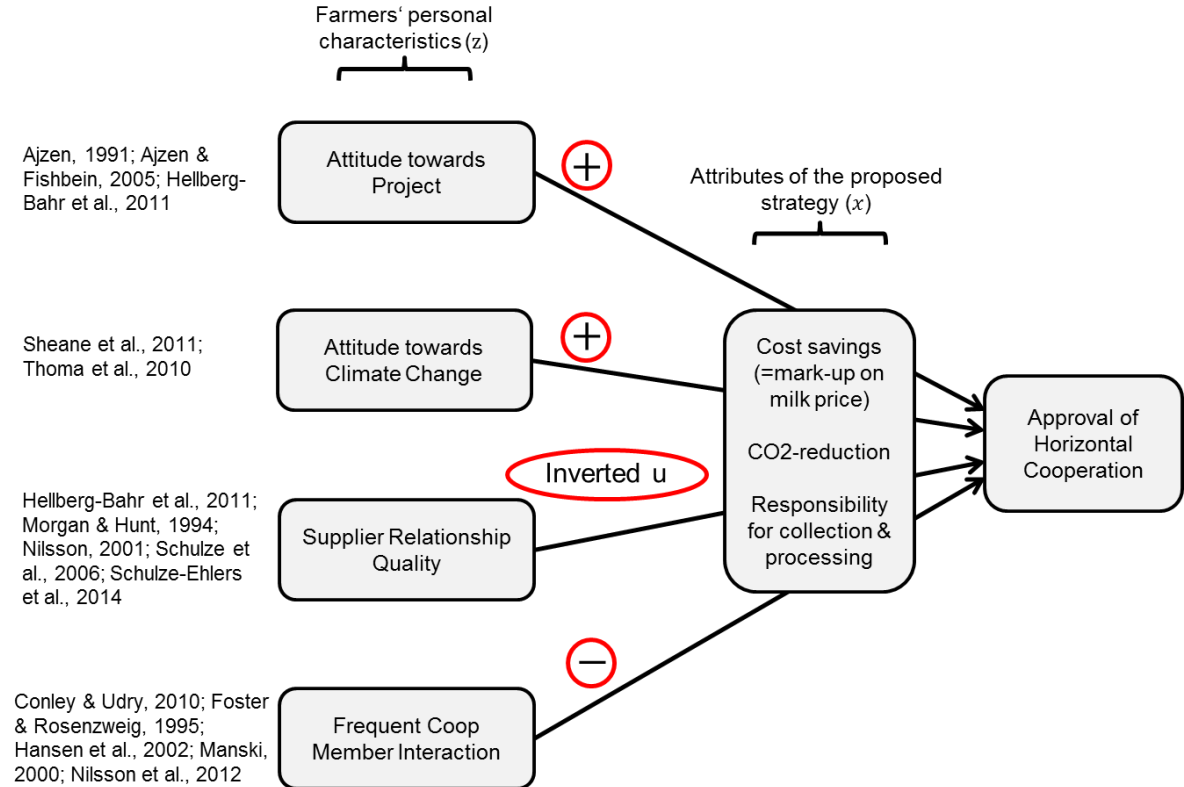 Farmers‘ personal
characteristics (z)
Ajzen, 1991; Ajzen &
Fishbein, 2005; Hellberg-
Bahr et al., 2011
Attitude towards
Project
+
Attributes of the proposed
strategy (x)
Sheane et al., 2011;
Thoma et al., 2010
Attitude towards
Climate Change
+
Cost savings
(=mark-up on
milk price)
CO2-reduction
Responsibility
for collection &
processing
Approval of
Horizontal
Cooperation
Hellberg-Bahr et al., 2011;
Morgan & Hunt, 1994;
Nilsson, 2001; Schulze et
al., 2006; Schulze-Ehlers
et al., 2014
Supplier Relationship
Quality
Inverted u
Conley & Udry, 2010; Foster
& Rosenzweig, 1995;
Hansen et al., 2002; Manski,
2000; Nilsson et al., 2012
Frequent Coop
Member Interaction
−